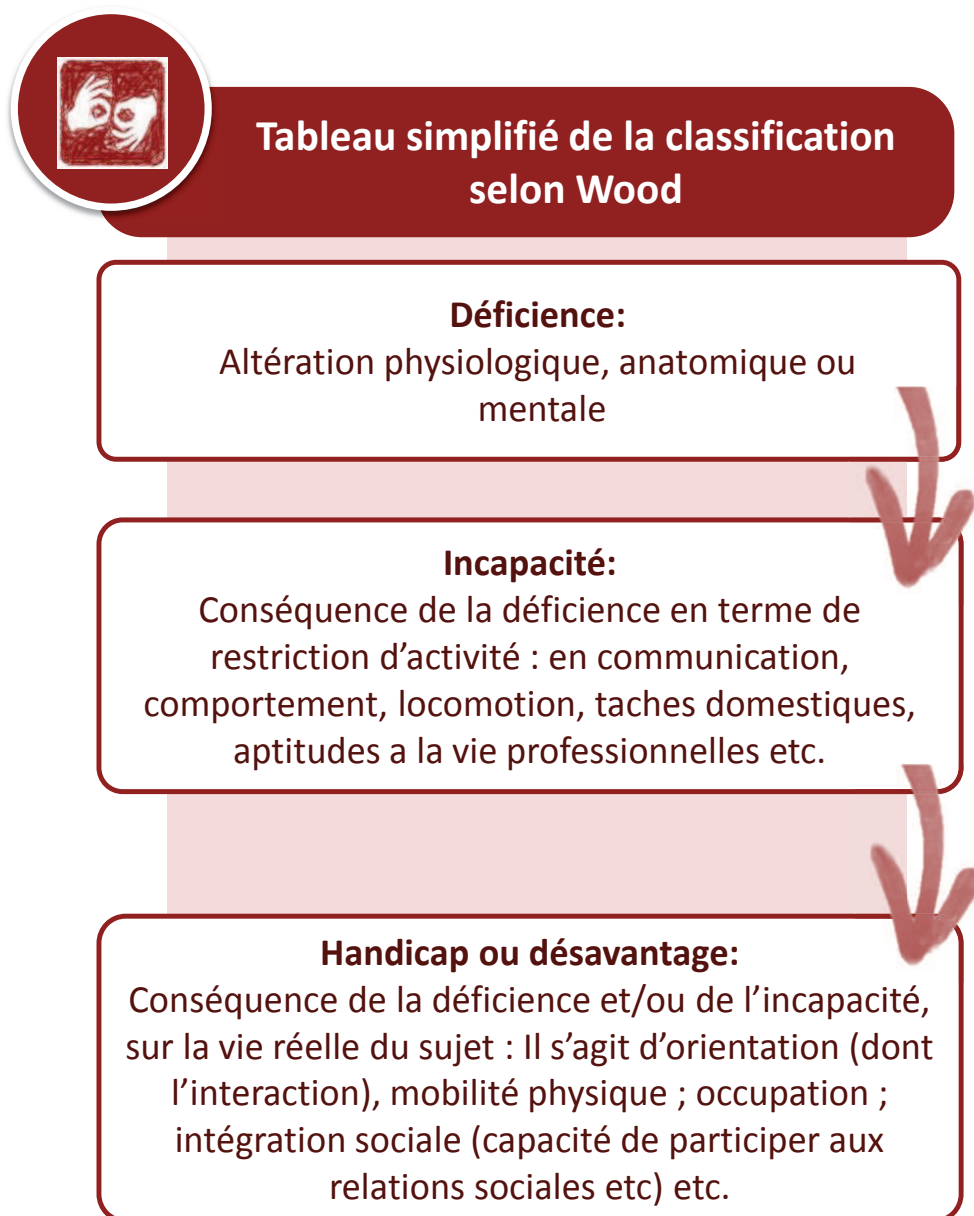 Tableau simplifié de la classification
selon Wood
Déficience:
Altération physiologique, anatomique ou
mentale
Incapacité:
Conséquence de la déficience en terme de
restriction d’activité : en communication,
comportement, locomotion, taches domestiques,
aptitudes a la vie professionnelles etc.
Handicap ou désavantage:
Conséquence de la déficience et/ou de l’incapacité,
sur la vie réelle du sujet : Il s’agit d’orientation (dont
l’interaction), mobilité physique ; occupation ;
intégration sociale (capacité de participer aux
relations sociales etc) etc.